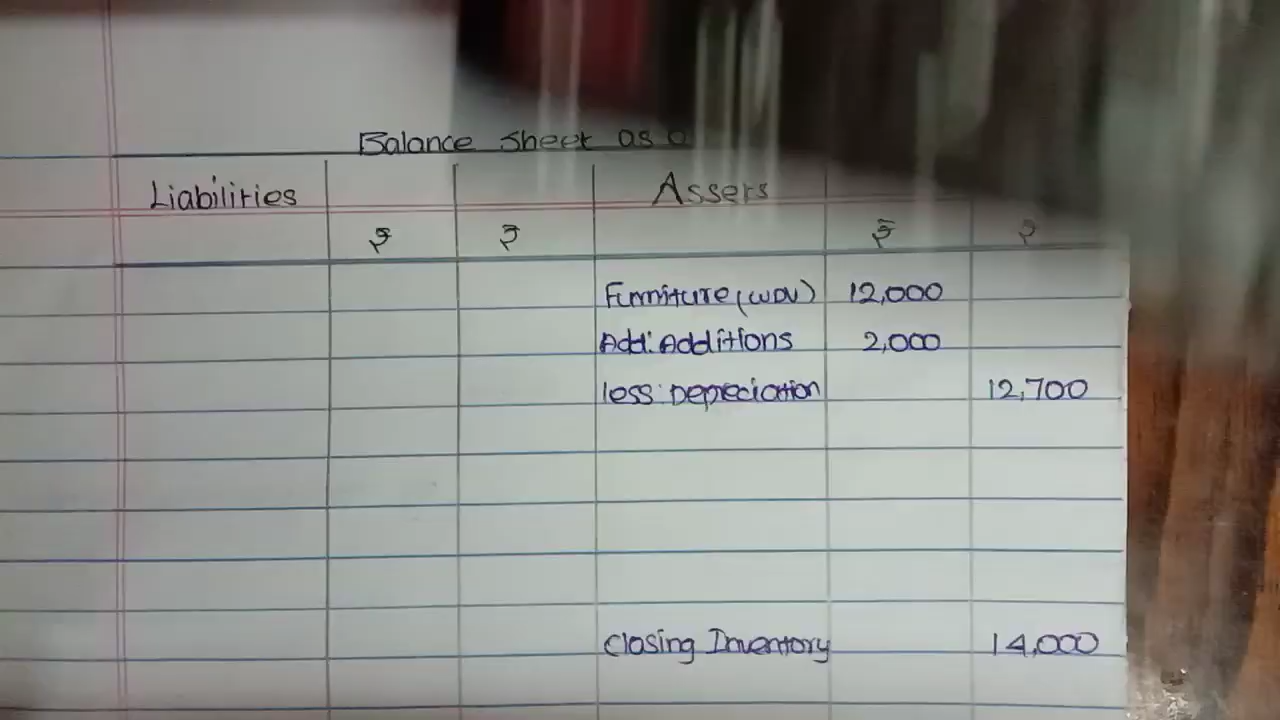 Balance Sheet as o
Liabilities Assets
₹ ₹ ₹ ₹
Furniture (WDV) 12,000
Add: Additions 2,000
less: Depreciation 12,700
Closing Inventory 14,000